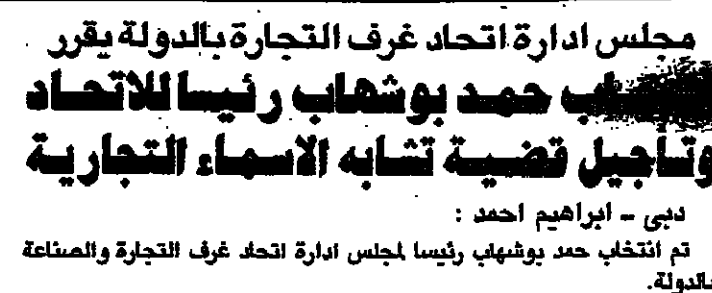 مجلس ادارة اتحاد غرف التجارة بالدولة يقرر
حمد بوشهاب رئيسا للاتحاد
وتأجيل قضية تشابه الاسماء التجارية
دبى - ابراهيم احمد :
تم انتخاب حمد بوشهاب رئيسا لمجلس ادارة اتحاد غرف التجارة والصناعة
بالدولة.